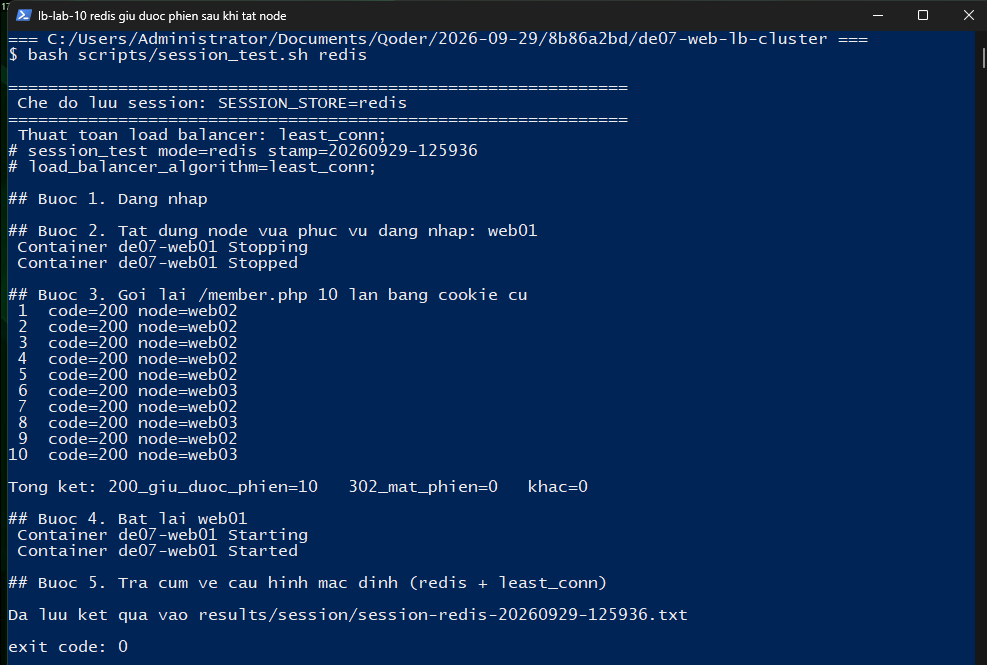 lb-lab-10 redis giu duoc phien sau khi tat node
=== C:/Users/Administrator/Documents/Qoder/2026-09-29/8b86a2bd/de07-web-lb-cluster ===
$ bash scripts/session_test.sh redis
==============================================================
Che do luu session: SESSION_STORE=redis
==============================================================
Thuat toan load balancer: least_conn;
# session_test mode=redis stamp=20260929-125936
# load_balancer_algorithm=least_conn;
## Buoc 1. Dang nhap
## Buoc 2. Tat dung node vua phuc vu dang nhap: web01
Container de07-web01 Stopping
Container de07-web01 Stopped
## Buoc 3. Goi lai /member.php 10 lan bang cookie cu
1 code=200 node=web02
2 code=200 node=web02
3 code=200 node=web02
4 code=200 node=web02
5 code=200 node=web02
6 code=200 node=web03
7 code=200 node=web02
8 code=200 node=web03
9 code=200 node=web02
10 code=200 node=web03
Tong ket: 200_giu_duoc_phien=10 302_mat_phien=0 khac=0
## Buoc 4. Bat lai web01
Container de07-web01 Starting
Container de07-web01 Started
## Buoc 5. Tra cum ve cau hinh mac dinh (redis + least_conn)
Da luu ket qua vao results/session/session-redis-20260929-125936.txt
exit code: 0